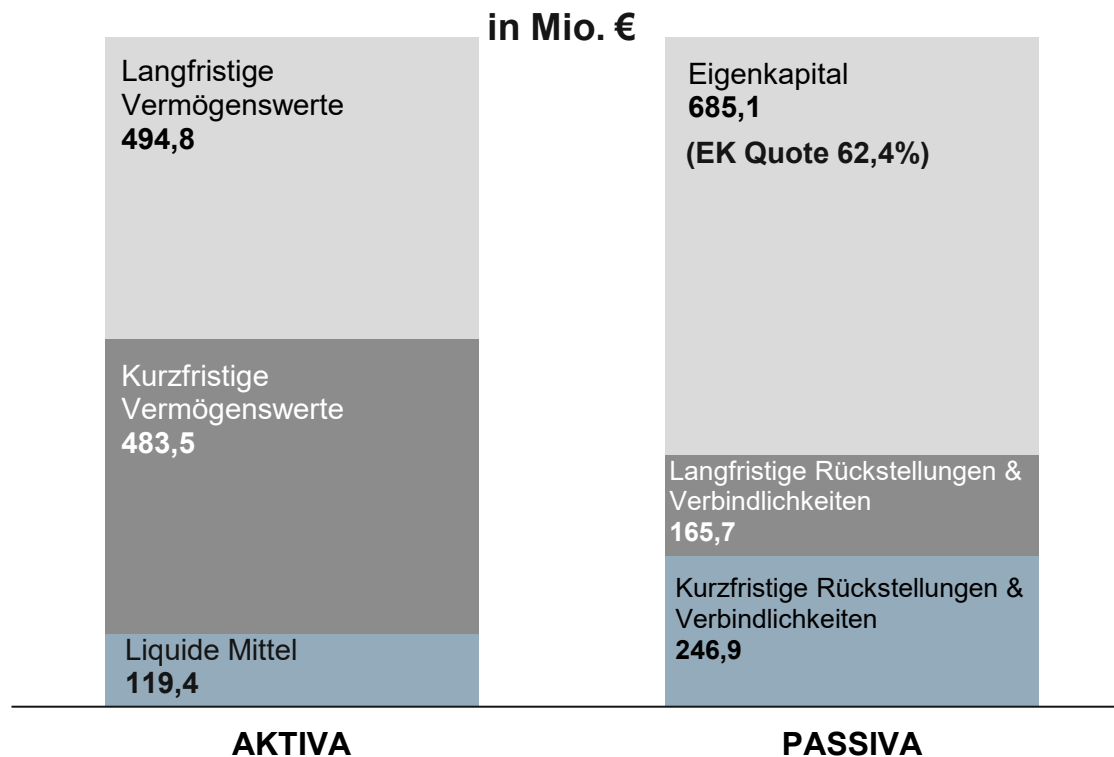 in Mio. €
Langfristige
Vermögenswerte
494,8
Kurzfristige
Vermögenswerte
483,5
Liquide Mittel
119,4
Eigenkapital
685,1
(EK Quote 62,4%)
Langfristige Rückstellungen &
Verbindlichkeiten
165,7
Kurzfristige Rückstellungen &
Verbindlichkeiten
246,9
AKTIVA
PASSIVA